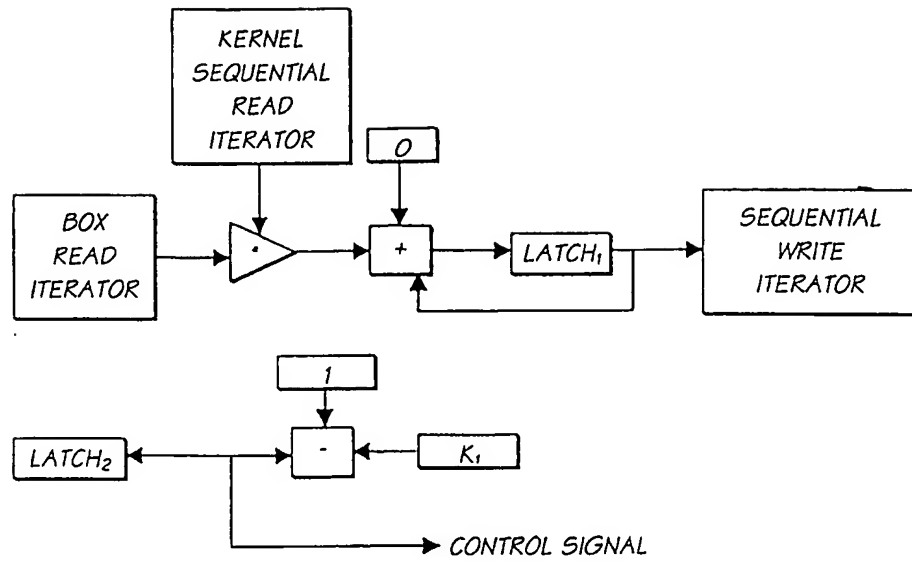 KERNEL
SEQUENTIAL
READ
ITERATOR
0
BOX
READ
ITERATOR
+
LATCH₁
SEQUENTIAL
WRITE
ITERATOR
1
LATCH₂
-
K₁
CONTROL SIGNAL